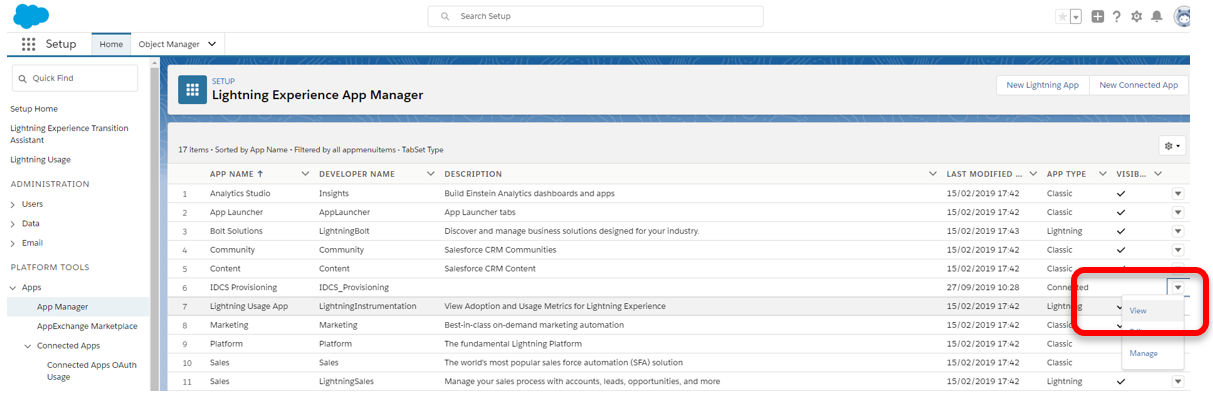 Search Setup
Setup Home Object Manager
Quick Find
Setup Home
Lightning Experience Transition
Assistant
Lightning Usage
ADMINISTRATION
Users
Data
Email
PLATFORM TOOLS
Apps
App Manager
AppExchange Marketplace
Connected Apps
Connected Apps OAuth
Usage
SETUP
Lightning Experience App Manager
New Lightning App New Connected App
17 items • Sorted by App Name • Filtered by all appmenuitems • TabSet Type
APP NAME ↑ DEVELOPER NAME DESCRIPTION LAST MODIFIED ... APP TYPE VISIB...
1 Analytics Studio Insights Build Einstein Analytics dashboards and apps 15/02/2019 17:42 Classic
2 App Launcher AppLauncher App Launcher tabs 15/02/2019 17:42 Classic
3 Bolt Solutions LightningBolt Discover and manage business solutions designed for your industry. 15/02/2019 17:43 Lightning
4 Community Community Salesforce CRM Communities 15/02/2019 17:42 Classic
5 Content Content Salesforce CRM Content 15/02/2019 17:42 Classic
6 IDCS Provisioning IDCS_Provisioning 27/09/2019 10:28 Connected
7 Lightning Usage App LightningInstrumentation View Adoption and Usage Metrics for Lightning Experience 15/02/2019 17:42 Lightning
8 Marketing Marketing Best-in-class on-demand marketing automation 15/02/2019 17:42 Classic
9 Platform Platform The fundamental Lightning Platform 15/02/2019 17:42 Classic
10 Sales Sales The world's most popular sales force automation (SFA) solution 15/02/2019 17:42 Classic
11 Sales LightningSales Manage your sales process with accounts, leads, opportunities, and more 15/02/2019 17:42 Lightning
View
Manage